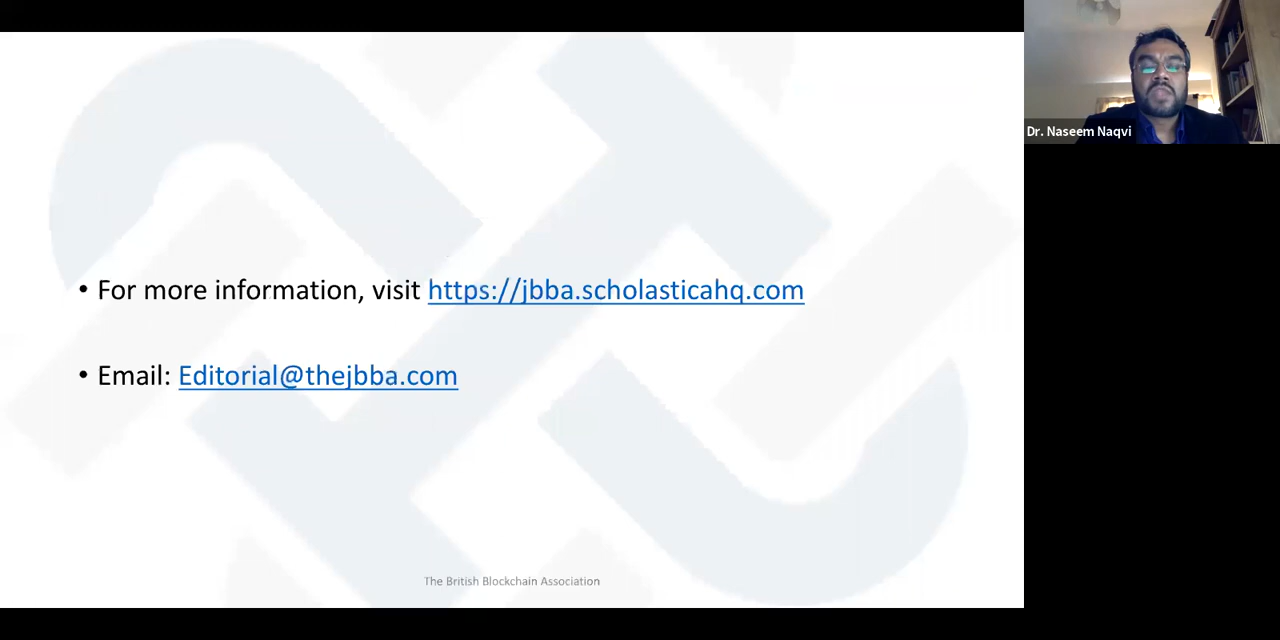 • For more information, visit https://jbba.scholasticahq.com
• Email: Editorial@thejbba.com
The British Blockchain Association
Dr. Naseem Naqvi